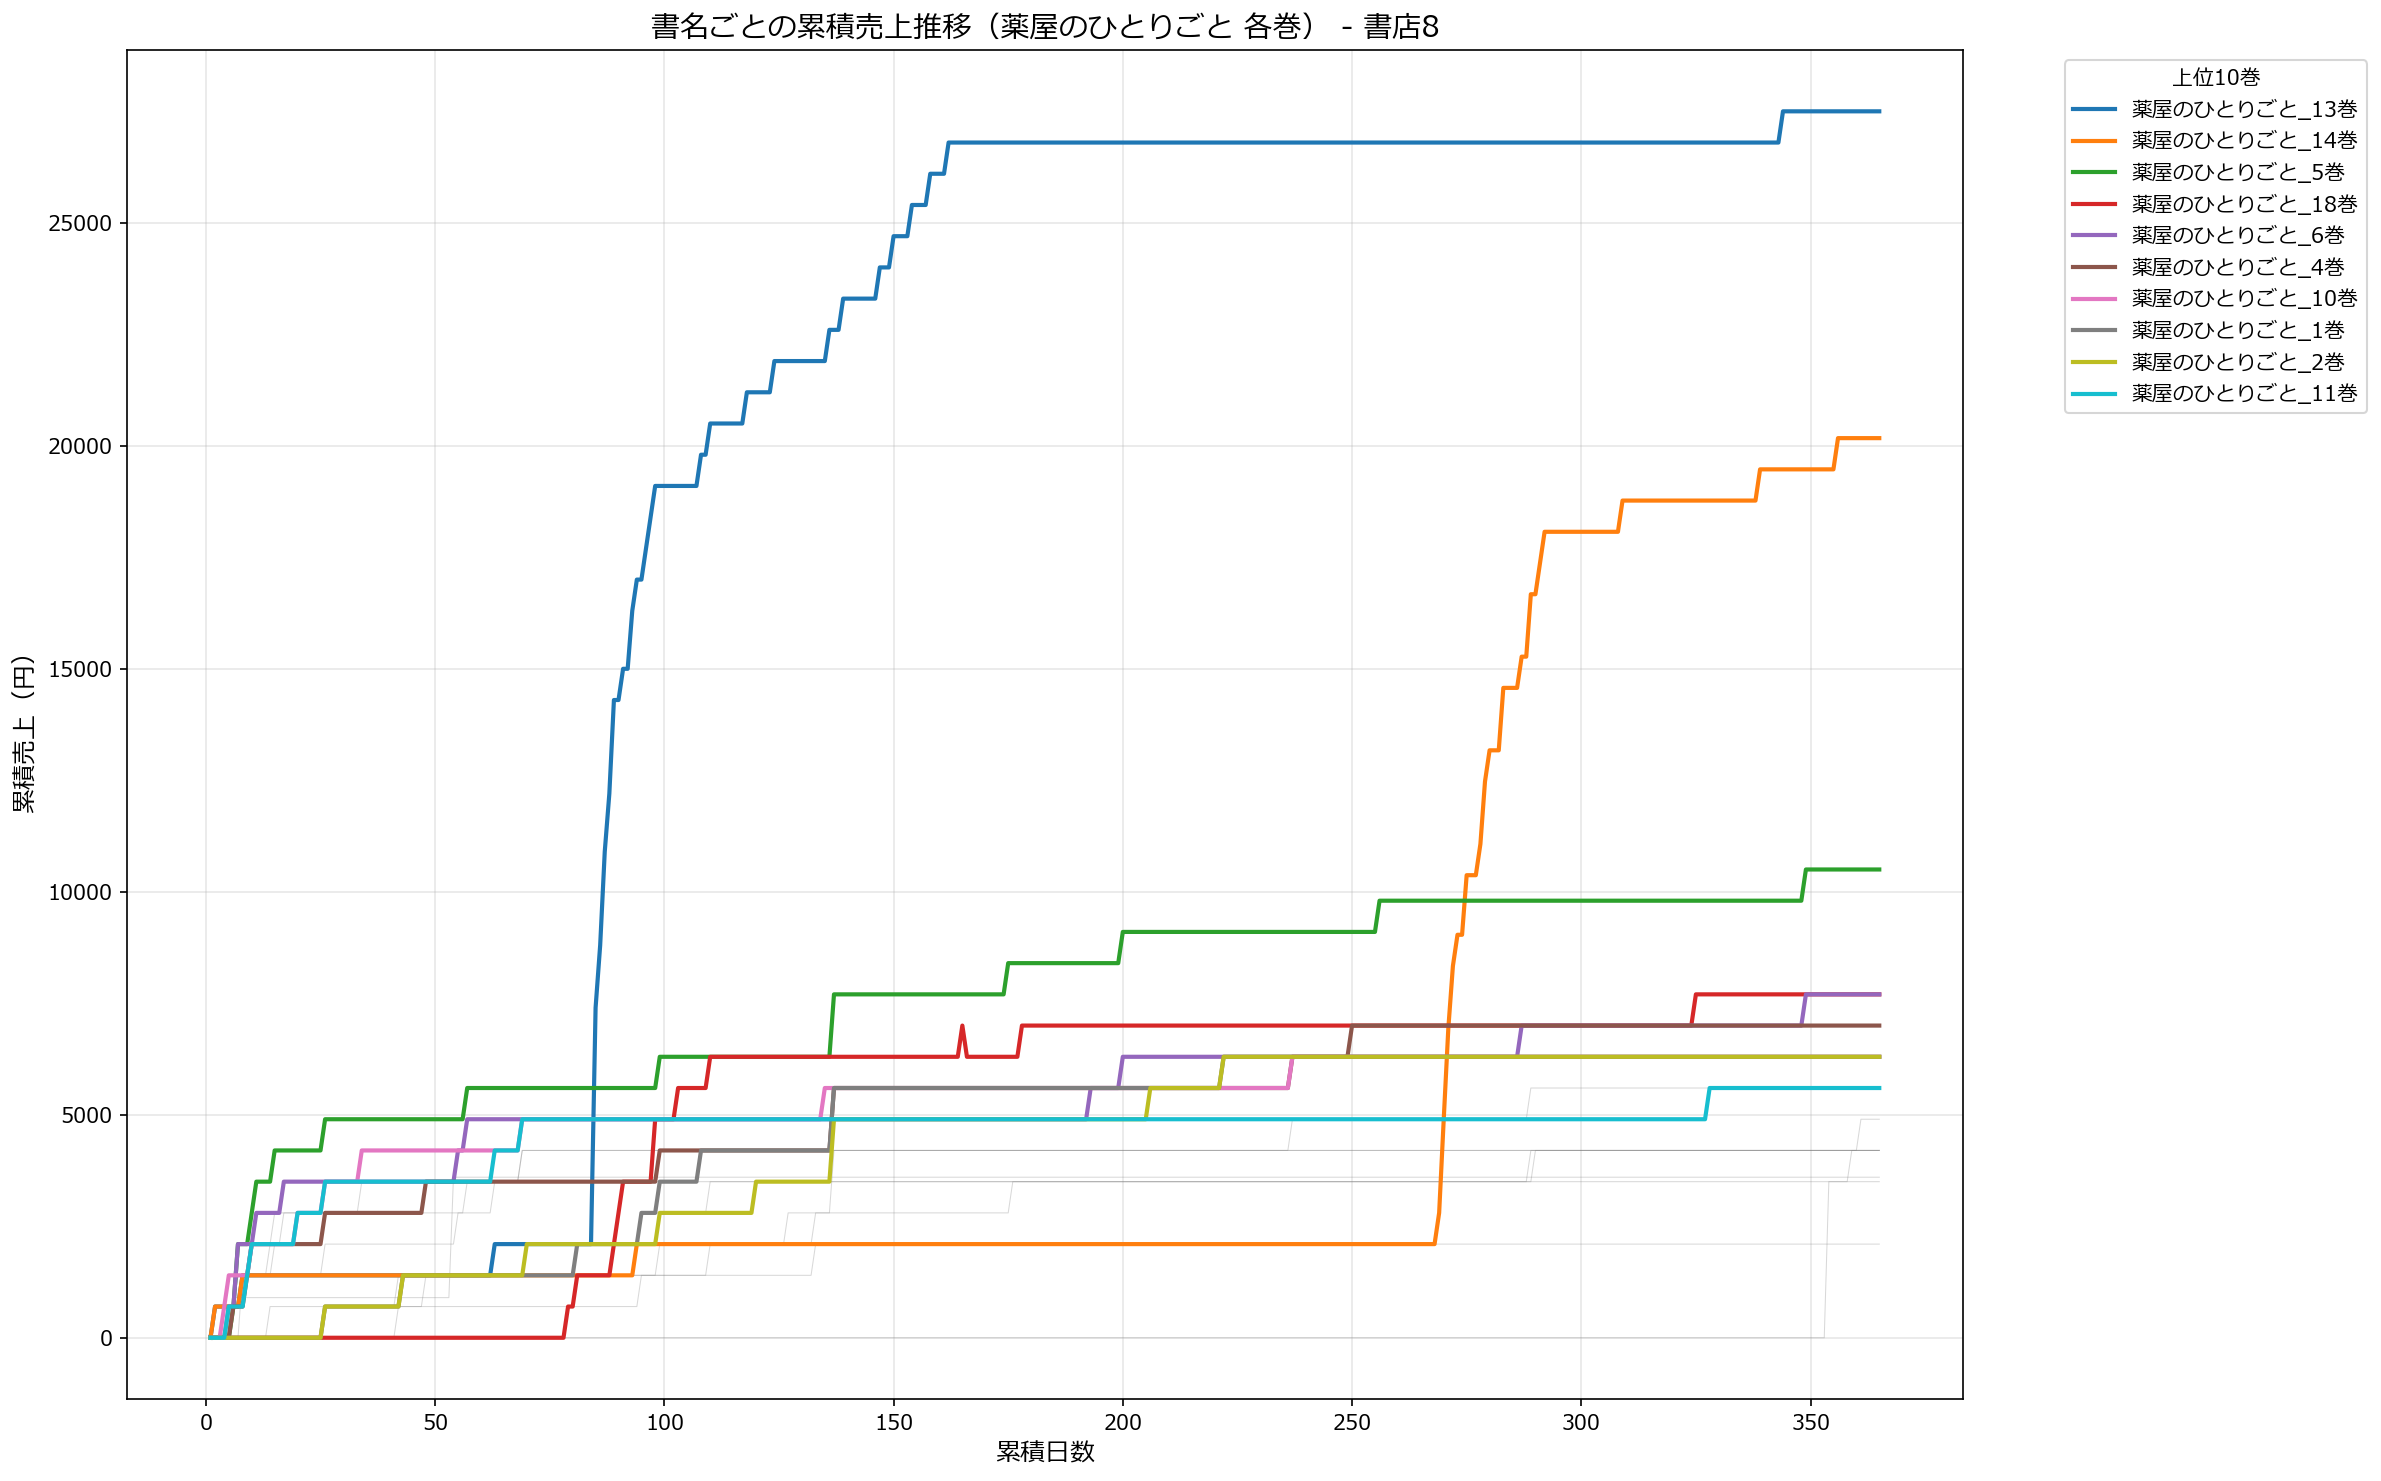 書名ごとの累積売上推移（薬屋のひとりごと 各巻） - 書店8
上位10巻
薬屋のひとりごと_13巻
薬屋のひとりごと_14巻
薬屋のひとりごと_5巻
薬屋のひとりごと_18巻
薬屋のひとりごと_6巻
薬屋のひとりごと_4巻
薬屋のひとりごと_10巻
薬屋のひとりごと_1巻
薬屋のひとりごと_2巻
薬屋のひとりごと_11巻
累積売上（円）
25000
20000
15000
10000
5000
0
0 50 100 150 200 250 300 350
累積日数